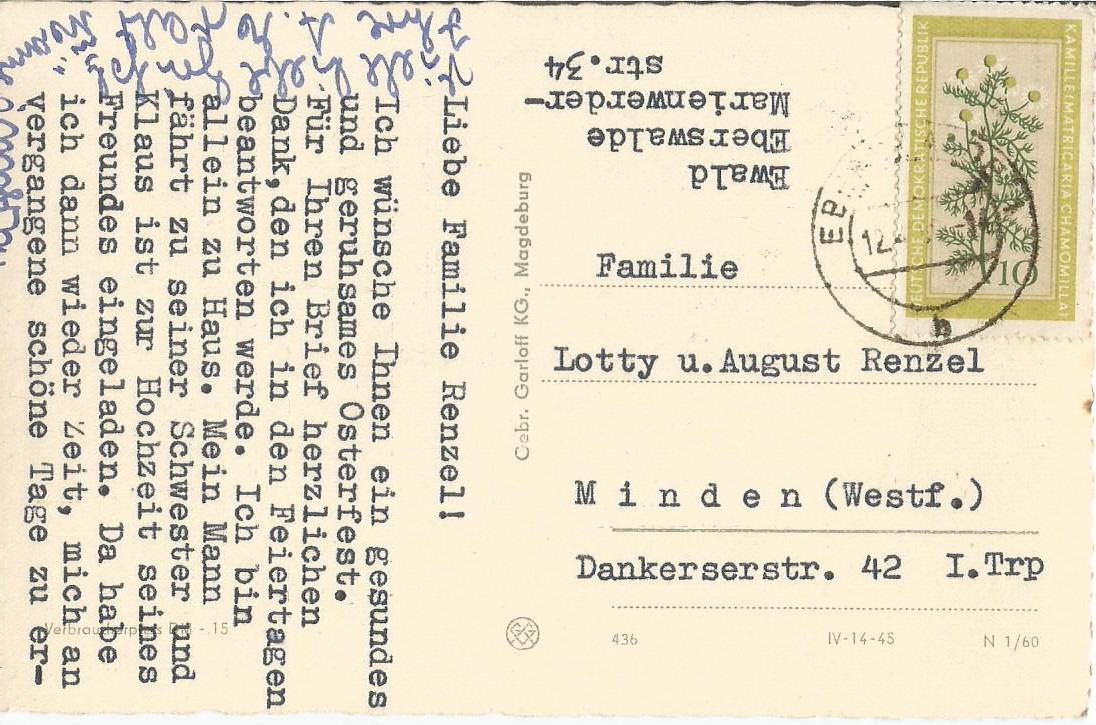 Liebe Familie Renzel!
Ich wünsche Ihnen ein gesundes
und geruhsames Osterfest.
Für Ihren Brief herzlichen
Dank,den ich in den Feiertagen
beantworten werde. Ich bin
allein zu Haus. Mein Mann
fährt zu seiner Schwester und
Klaus ist zur Hochzeit seines
Freundes eingeladen. Da habe
ich dann wieder Zeit, mich an
vergangene schöne Tage zu er-
Verbraucherpreis DM -.15
Gebr. Garloff KG., Magdeburg
Ewald
Eberswalde
Marienwerder-
str.34
DEUTSCHE DEMOKRATISCHE REPUBLIK
KAMILLE (MATRICARIA CHAMOMILLA)
10
b
Familie
Lotty u.August Renzel
M i n d e n (Westf.)
Dankerserstr. 42 I.Trp
436
IV-14-45
N 1/60